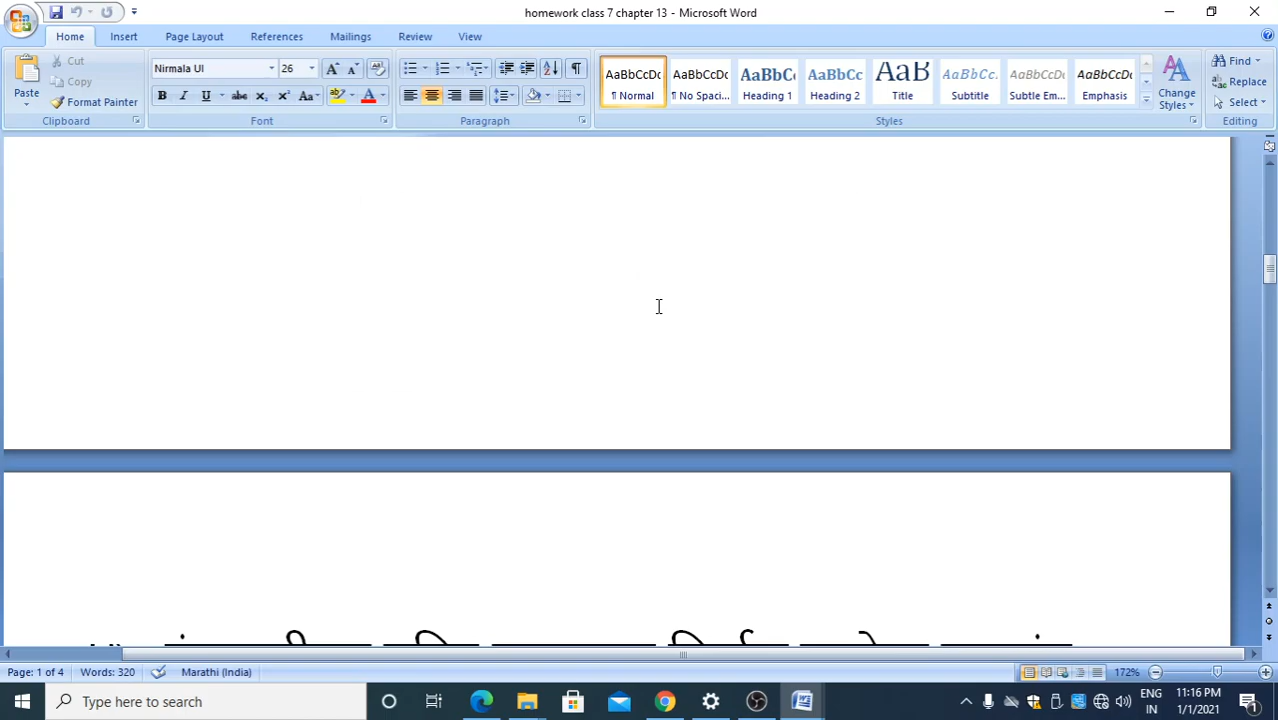 homework class 7 chapter 13 - Microsoft Word
Home Insert Page Layout References Mailings Review View
Paste
Cut
Copy
Format Painter
Clipboard
Nirmala UI 26
Font
Paragraph
AaBbCcDc AaBbCcDc AaBbCc AaBbCc AaB AaBbCc. AaBbCcDc AaBbCcDc
¶ Normal ¶ No Spaci... Heading 1 Heading 2 Title Subtitle Subtle Em... Emphasis
Styles
Change Styles
Find
Replace
Select
Editing
Page: 1 of 4 Words: 320 Marathi (India) 172%
Type here to search
ENG
IN
11:16 PM
1/1/2021